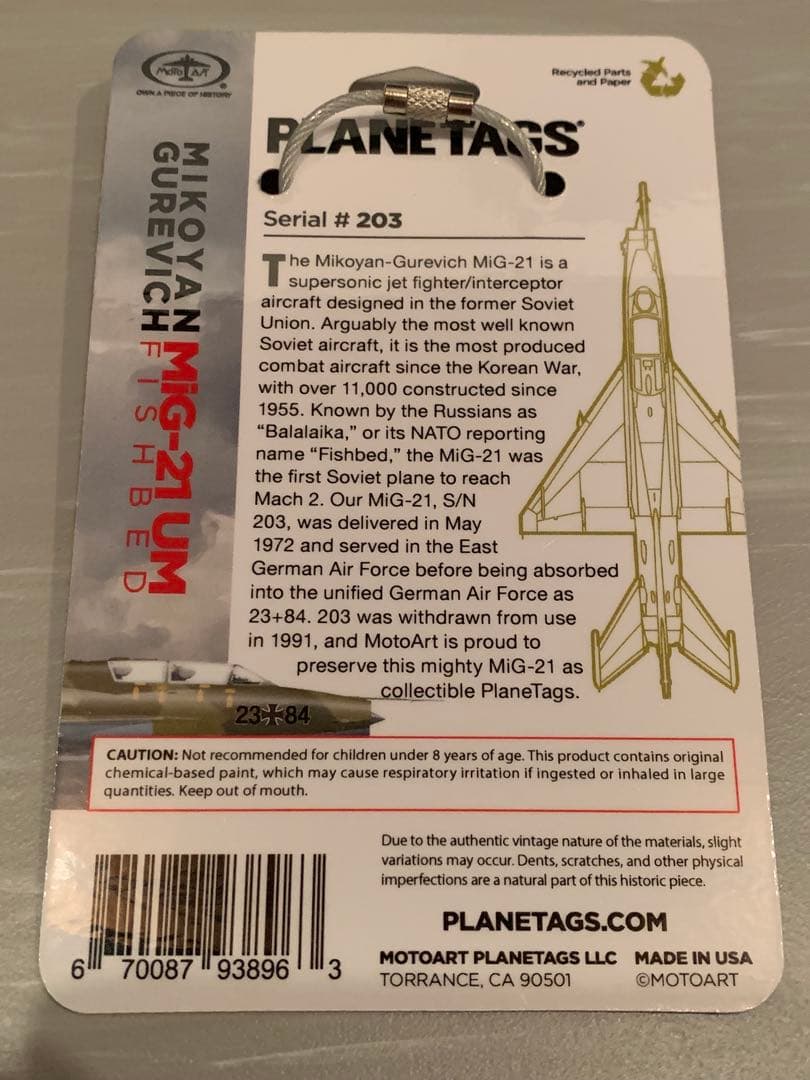 MotoArt
OWN A PIECE OF HISTORY
Recycled Parts
and Paper
PLANETAGS®
MIKOYAN
GUREVICH
MiG-21 UM
FISHBED
Serial # 203
The Mikoyan-Gurevich MiG-21 is a
supersonic jet fighter/interceptor
aircraft designed in the former Soviet
Union. Arguably the most well known
Soviet aircraft, it is the most produced
combat aircraft since the Korean War,
with over 11,000 constructed since
1955. Known by the Russians as
“Balalaika,” or its NATO reporting
name “Fishbed,” the MiG-21 was
the first Soviet plane to reach
Mach 2. Our MiG-21, S/N
203, was delivered in May
1972 and served in the East
German Air Force before being absorbed
into the unified German Air Force as
23+84. 203 was withdrawn from use
in 1991, and MotoArt is proud to
preserve this mighty MiG-21 as
collectible PlaneTags.
23 84
CAUTION: Not recommended for children under 8 years of age. This product contains original
chemical-based paint, which may cause respiratory irritation if ingested or inhaled in large
quantities. Keep out of mouth.
Due to the authentic vintage nature of the materials, slight
variations may occur. Dents, scratches, and other physical
imperfections are a natural part of this historic piece.
PLANETAGS.COM
MOTOART PLANETAGS LLC MADE IN USA
TORRANCE, CA 90501 ©MOTOART
6 70087 93896 3